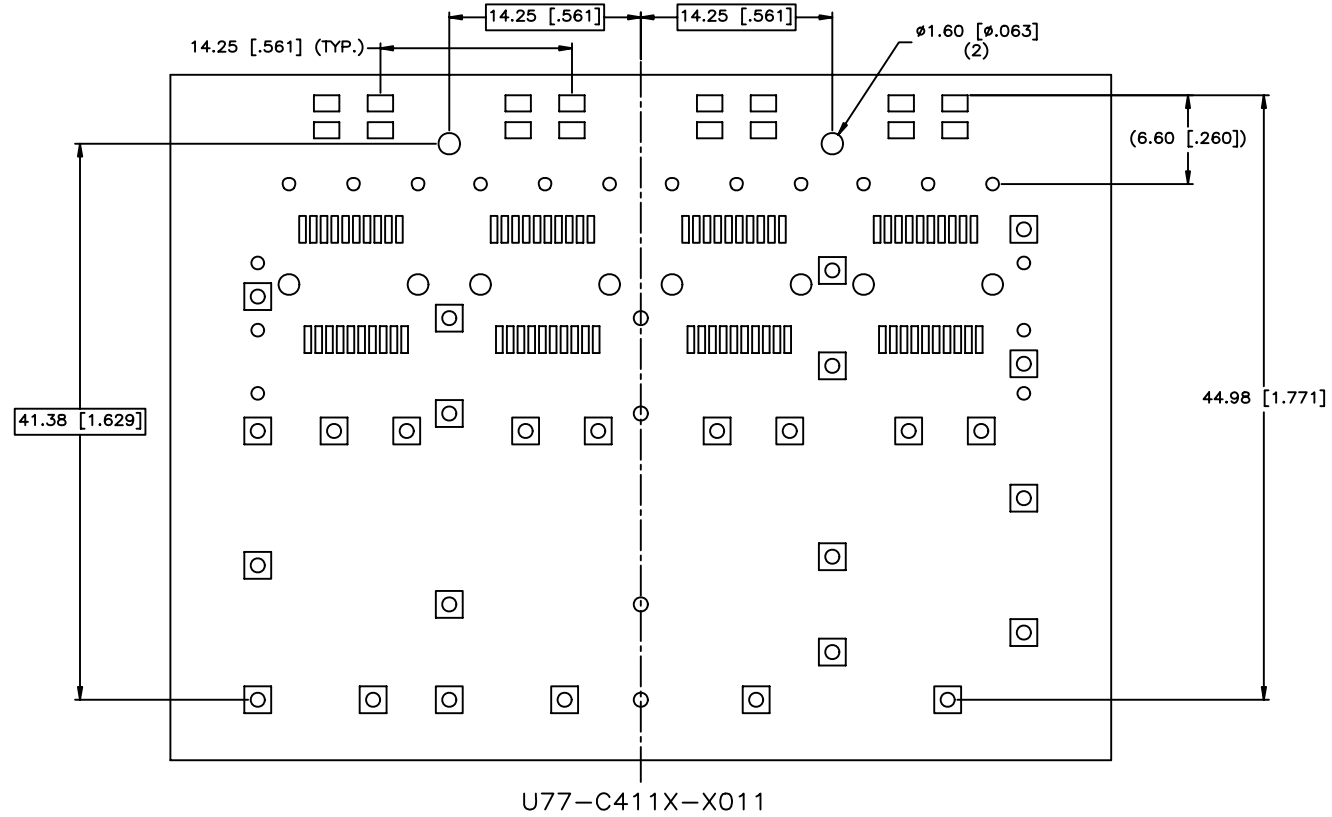 14.25 [.561]
14.25 [.561]
14.25 [.561] (TYP.)
ø1.60 [ø.063]
(2)
(6.60 [.260])
44.98 [1.771]
41.38 [1.629]
U77-C411X-X011